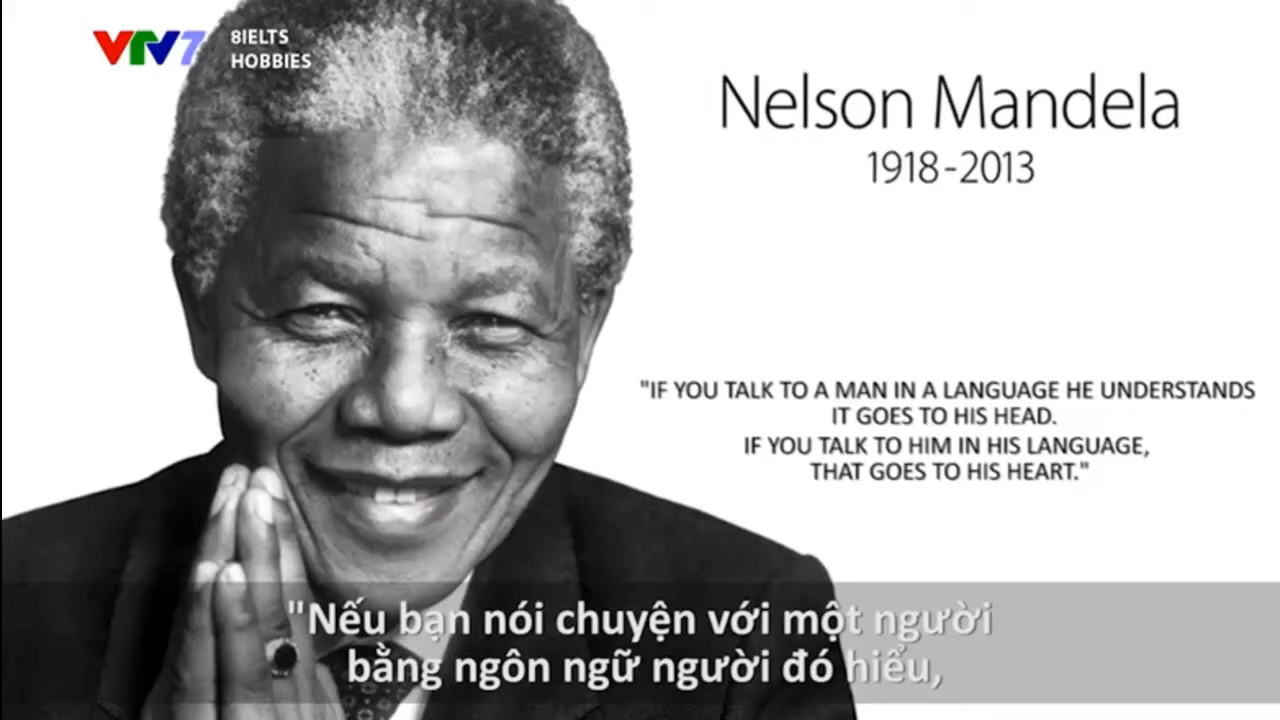 VTV7
8IELTS
HOBBIES
Nelson Mandela
1918-2013
"IF YOU TALK TO A MAN IN A LANGUAGE HE UNDERSTANDS
IT GOES TO HIS HEAD.
IF YOU TALK TO HIM IN HIS LANGUAGE,
THAT GOES TO HIS HEART."
"Nếu bạn nói chuyện với một người
bằng ngôn ngữ người đó hiểu,